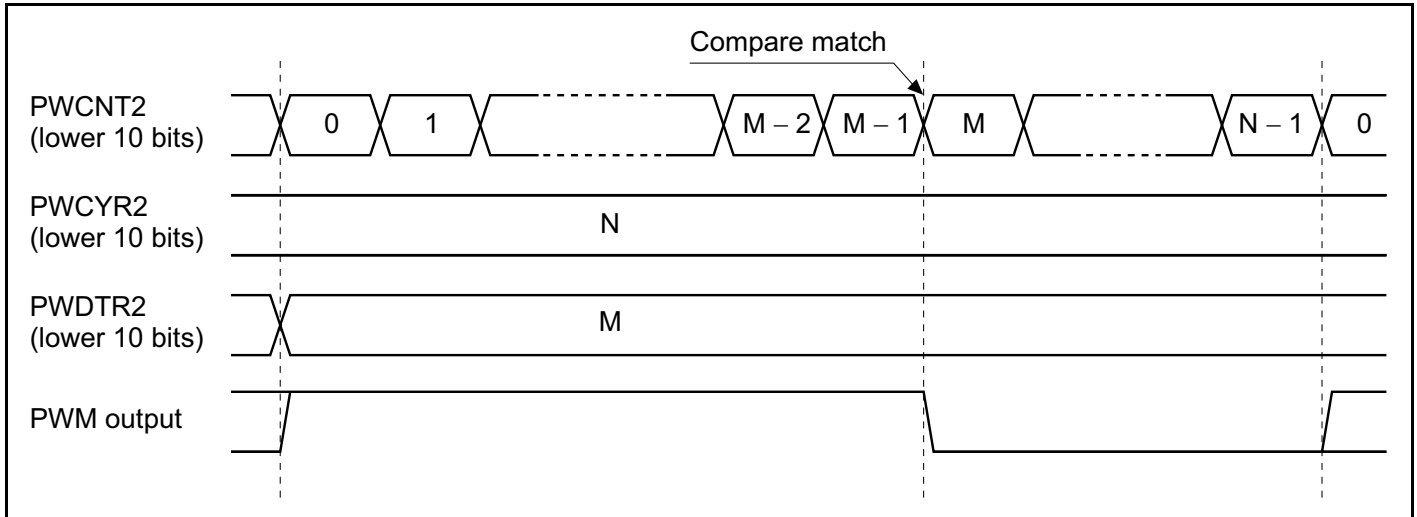 Compare match
PWCNT2
(lower 10 bits)
0 1 M – 2 M – 1 M N – 1 0
PWCYR2
(lower 10 bits)
N
PWDTR2
(lower 10 bits)
M
PWM output